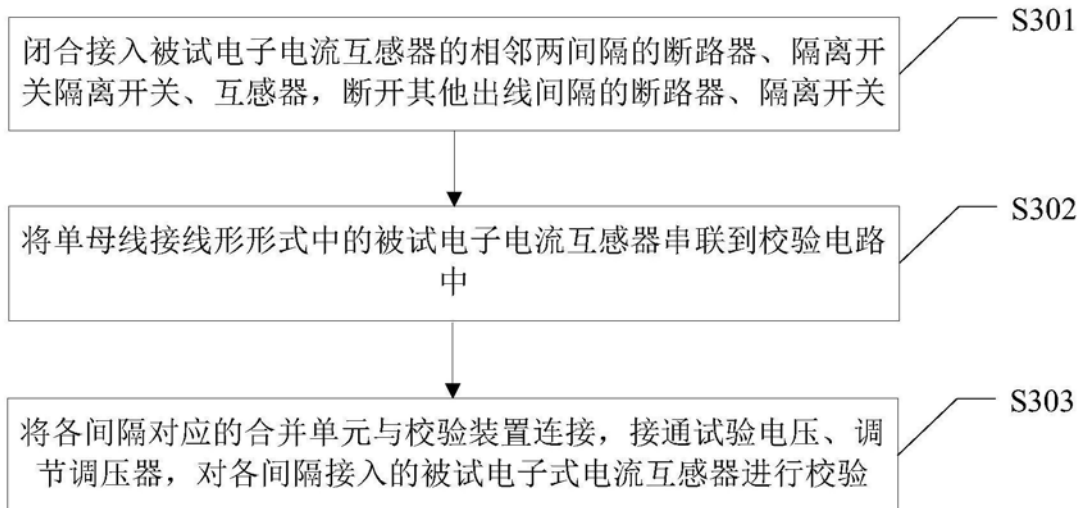 S301
闭合接入被试电子电流互感器的相邻两间隔的断路器、隔离开
关隔离开关、互感器，断开其他出线间隔的断路器、隔离开关
S302
将单母线接线形形式中的被试电子电流互感器串联到校验电路
中
S303
将各间隔对应的合并单元与校验装置连接，接通试验电压、调
节调压器，对各间隔接入的被试电子式电流互感器进行校验